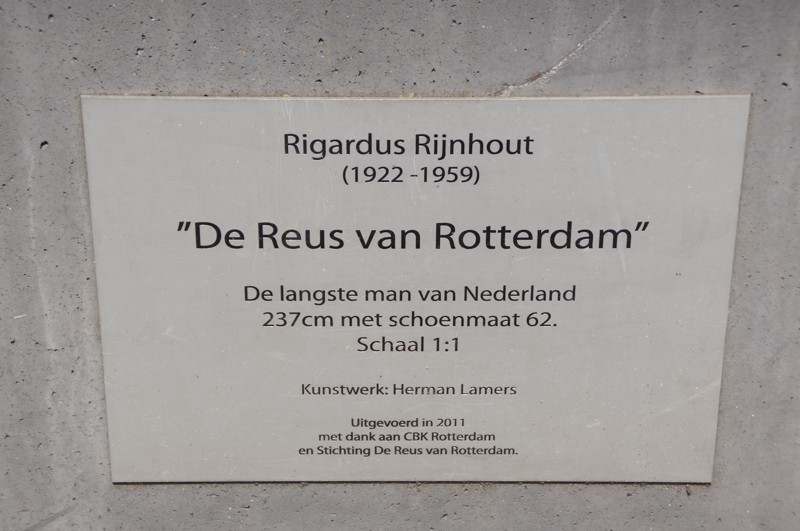 Rigardus Rijnhout
(1922 -1959)
"De Reus van Rotterdam"
De langste man van Nederland
237cm met schoenmaat 62.
Schaal 1:1
Kunstwerk: Herman Lamers
Uitgevoerd in 2011
met dank aan CBK Rotterdam
en Stichting De Reus van Rotterdam.